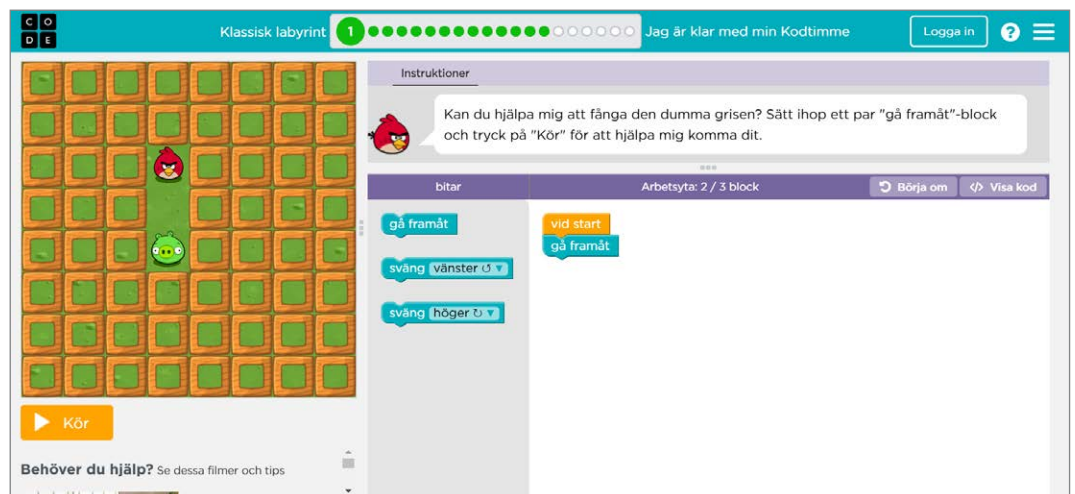 C O
D E
Klassisk labyrint 1 Jag är klar med min Kodtimme Logga in ?
Instruktioner
Kan du hjälpa mig att fånga den dumma grisen? Sätt ihop ett par "gå framåt"-block
och tryck på "Kör" för att hjälpa mig komma dit.
bitar Arbetsyta: 2 / 3 block Börja om </> Visa kod
gå framåt
sväng vänster ↺ ▼
sväng höger ↻ ▼
vid start
gå framåt
Kör
Behöver du hjälp? Se dessa filmer och tips